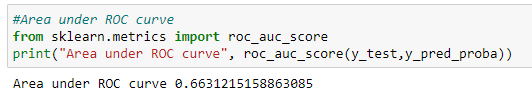 #Area under ROC curve
from sklearn.metrics import roc_auc_score
print("Area under ROC curve", roc_auc_score(y_test,y_pred_proba))
Area under ROC curve 0.6631215158863085